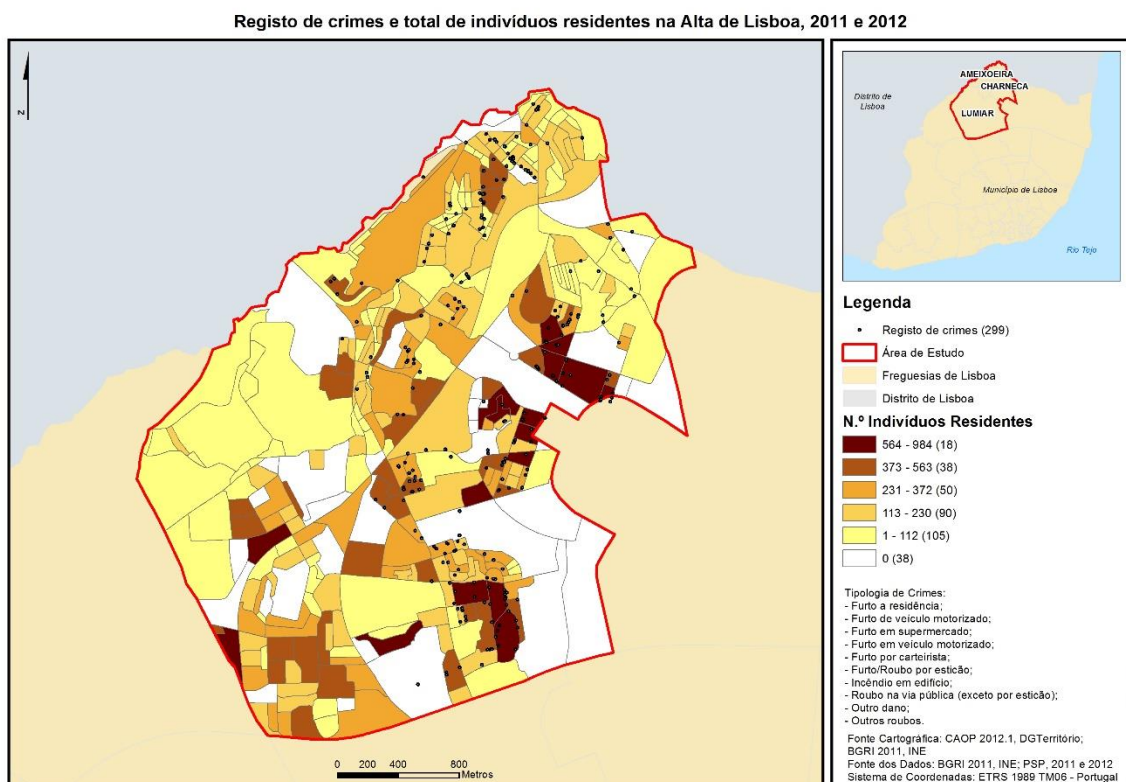 Registo de crimes e total de indivíduos residentes na Alta de Lisboa, 2011 e 2012
N
0 200 400 800
Metros
AMEIXOEIRA
CHARNECA
LUMIAR
Distrito de
Lisboa
Município de Lisboa
Rio Tejo
Legenda
Registo de crimes (299)
Área de Estudo
Freguesias de Lisboa
Distrito de Lisboa
N.º Indivíduos Residentes
564 - 984 (18)
373 - 563 (38)
231 - 372 (50)
113 - 230 (90)
1 - 112 (105)
0 (38)
Tipologia de Crimes:
- Furto a residência;
- Furto de veículo motorizado;
- Furto em supermercado;
- Furto em veículo motorizado;
- Furto por carteirista;
- Furto/Roubo por esticão;
- Incêndio em edifício;
- Roubo na via pública (exceto por esticão);
- Outro dano;
- Outros roubos.
Fonte Cartográfica: CAOP 2012.1, DGTerritório;
BGRI 2011, INE
Fonte dos Dados: BGRI 2011, INE; PSP, 2011 e 2012
Sistema de Coordenadas: ETRS 1989 TM06 - Portugal